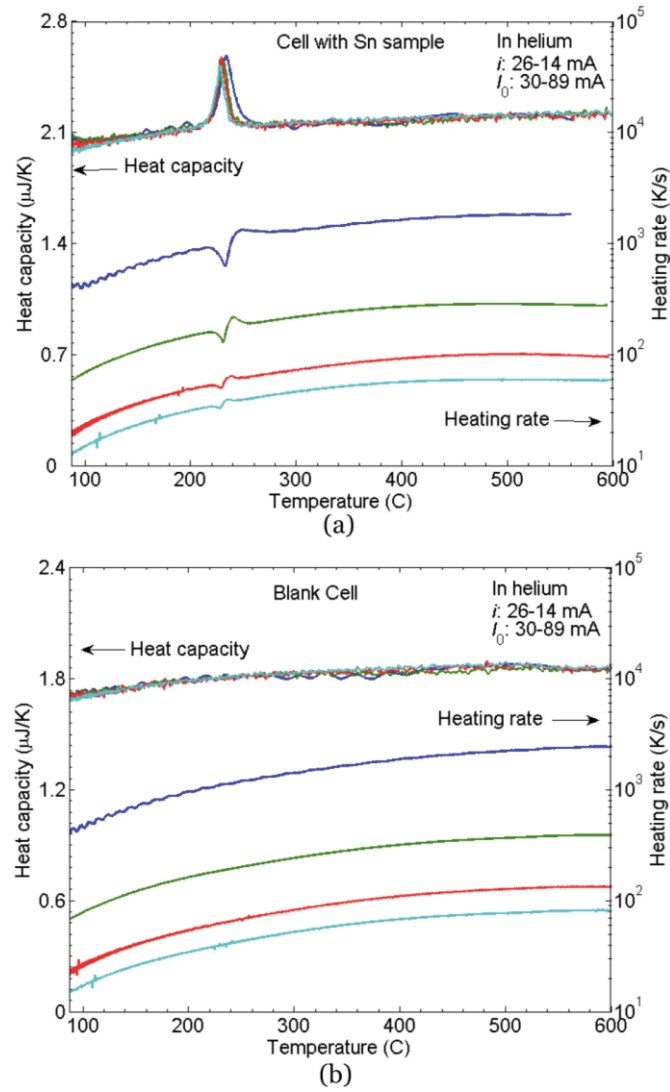 2.8
2.1
1.4
0.7
0
Heat capacity (μJ/K)
Cell with Sn sample
In helium
i: 26-14 mA
I0: 30-89 mA
Heat capacity
Heating rate
10^5
10^4
10^3
10^2
10^1
Heating rate (K/s)
100 200 300 400 500 600
Temperature (C)
(a)
2.4
1.8
1.2
0.6
0
Heat capacity (μJ/K)
Blank Cell
In helium
i: 26-14 mA
I0: 30-89 mA
Heat capacity
Heating rate
10^5
10^4
10^3
10^2
10^1
Heating rate (K/s)
100 200 300 400 500 600
Temperature (C)
(b)